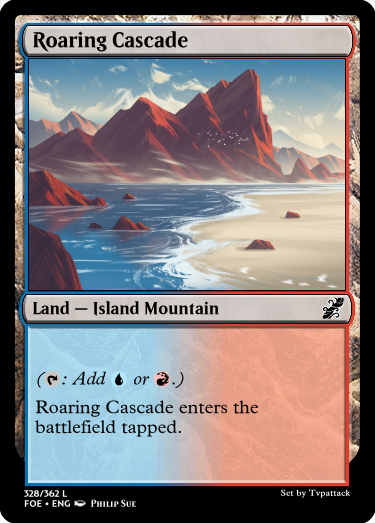 Roaring Cascade
Land — Island Mountain
(: Add or .)
Roaring Cascade enters the
battlefield tapped.
328/362 L
FOE • ENG Philip Sue
Set by Tvpattack